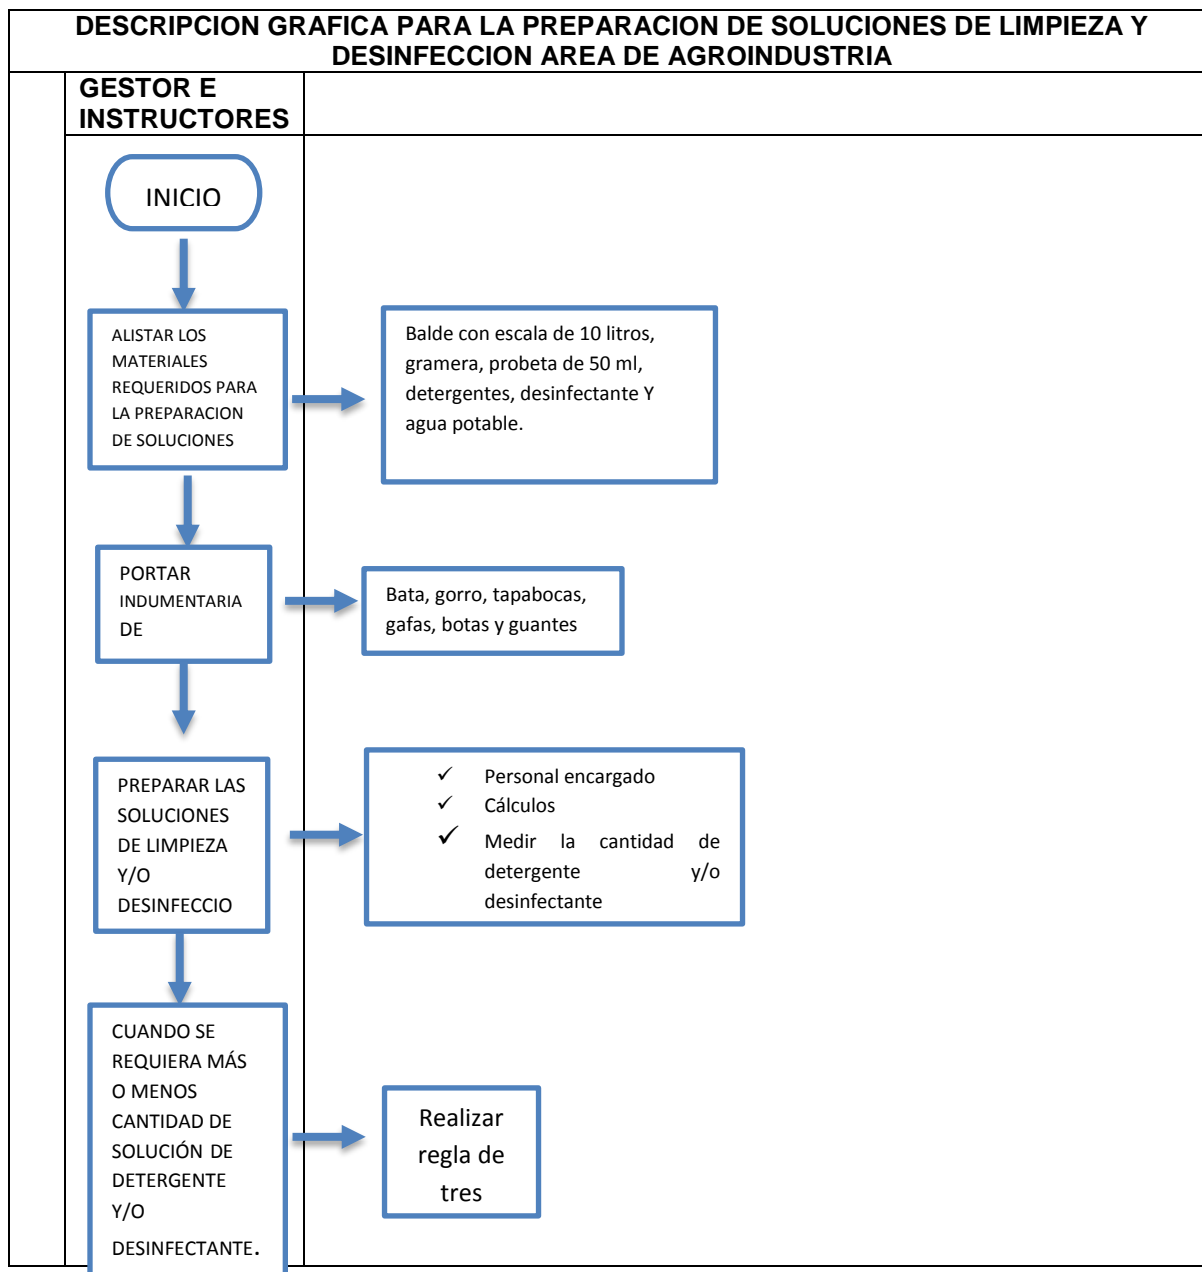 DESCRIPCION GRAFICA PARA LA PREPARACION DE SOLUCIONES DE LIMPIEZA Y
DESINFECCION AREA DE AGROINDUSTRIA
GESTOR E
INSTRUCTORES
INICIO
ALISTAR LOS
MATERIALES
REQUERIDOS PARA
LA PREPARACION
DE SOLUCIONES
Balde con escala de 10 litros,
gramera, probeta de 50 ml,
detergentes, desinfectante Y
agua potable.
PORTAR
INDUMENTARIA
DE
Bata, gorro, tapabocas,
gafas, botas y guantes
PREPARAR LAS
SOLUCIONES
DE LIMPIEZA
Y/O
DESINFECCIO
✓ Personal encargado
✓ Cálculos
✓ Medir la cantidad de
detergente y/o
desinfectante
CUANDO SE
REQUIERA MÁS
O MENOS
CANTIDAD DE
SOLUCIÓN DE
DETERGENTE
Y/O
DESINFECTANTE.
Realizar
regla de
tres